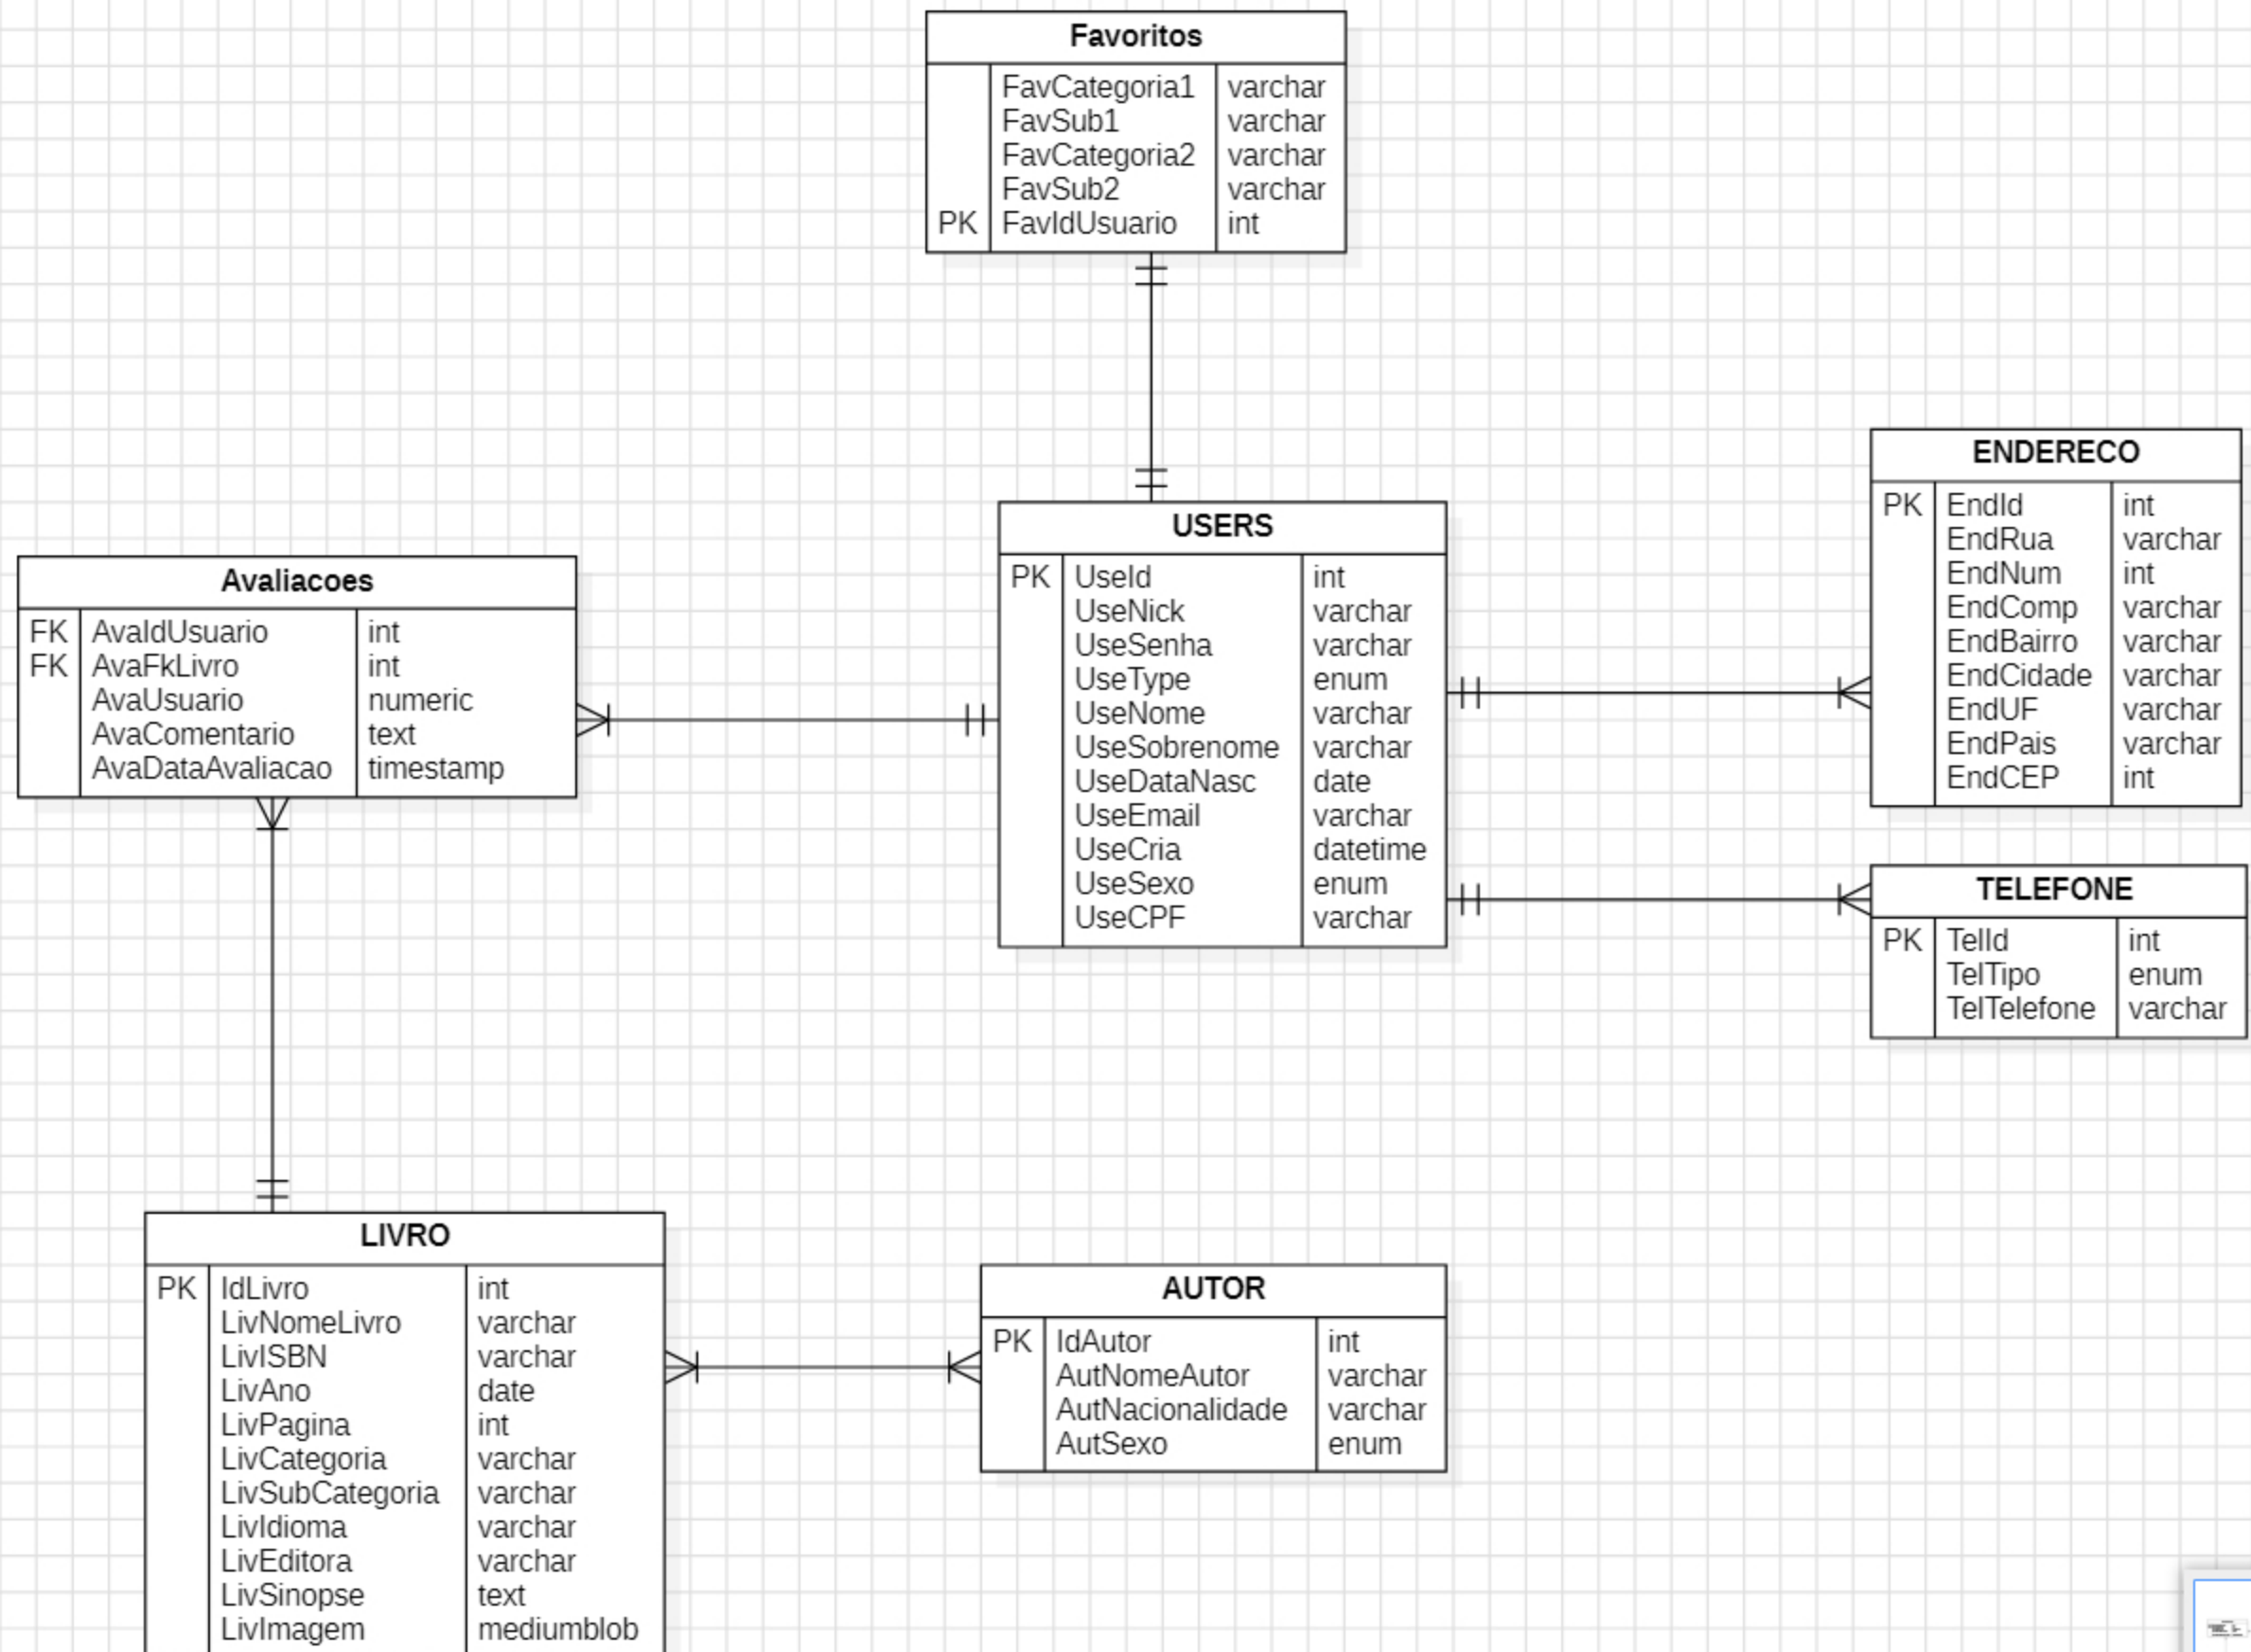 Favoritos
FavCategoria1 varchar
FavSub1 varchar
FavCategoria2 varchar
FavSub2 varchar
PK FavIdUsuario int
USERS
PK UseId int
UseNick varchar
UseSenha varchar
UseType enum
UseNome varchar
UseSobrenome varchar
UseDataNasc date
UseEmail varchar
UseCria datetime
UseSexo enum
UseCPF varchar
ENDERECO
PK EndId int
EndRua varchar
EndNum int
EndComp varchar
EndBairro varchar
EndCidade varchar
EndUF varchar
EndPais varchar
EndCEP int
Avaliacoes
FK AvaIdUsuario int
FK AvaFkLivro int
AvaUsuario numeric
AvaComentario text
AvaDataAvaliacao timestamp
TELEFONE
PK TelId int
TelTipo enum
TelTelefone varchar
LIVRO
PK IdLivro int
LivNomeLivro varchar
LivISBN varchar
LivAno date
LivPagina int
LivCategoria varchar
LivSubCategoria varchar
LivIdioma varchar
LivEditora varchar
LivSinopse text
LivImagem mediumblob
AUTOR
PK IdAutor int
AutNomeAutor varchar
AutNacionalidade varchar
AutSexo enum